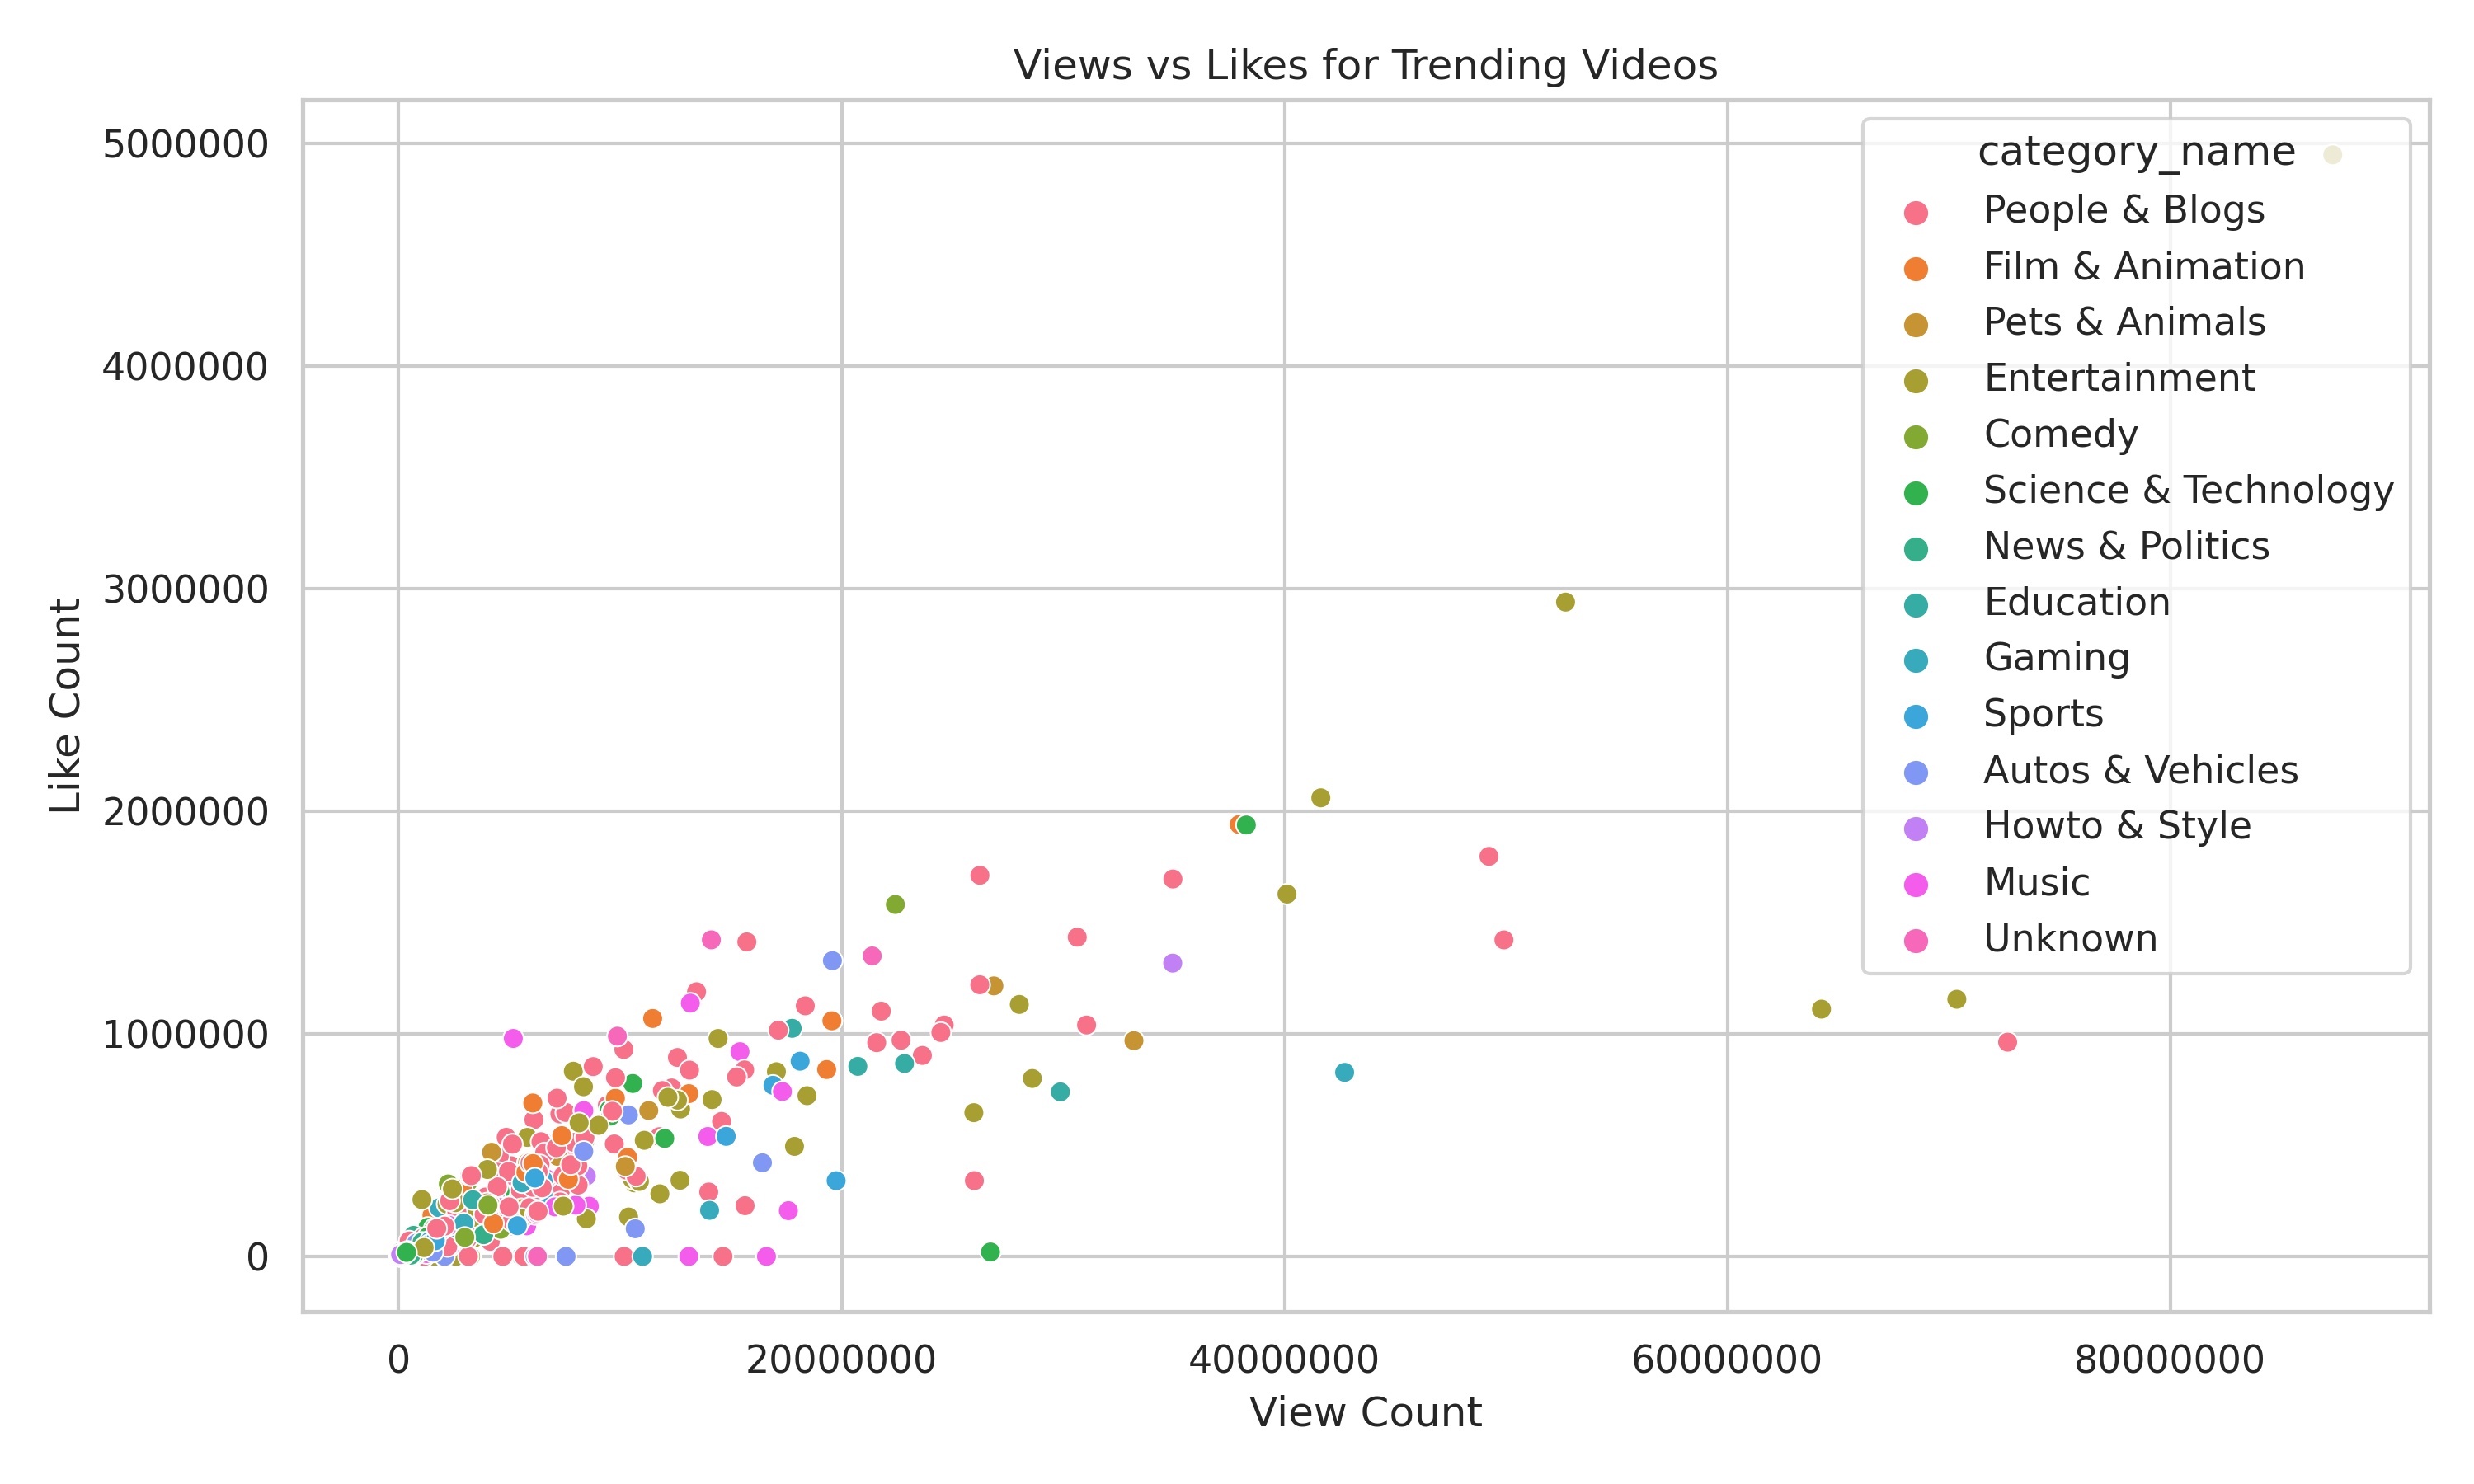 Views vs Likes for Trending Videos
5000000
4000000
3000000
2000000
1000000
0
Like Count
category_name
People & Blogs
Film & Animation
Pets & Animals
Entertainment
Comedy
Science & Technology
News & Politics
Education
Gaming
Sports
Autos & Vehicles
Howto & Style
Music
Unknown
0 20000000 40000000 60000000 80000000
View Count